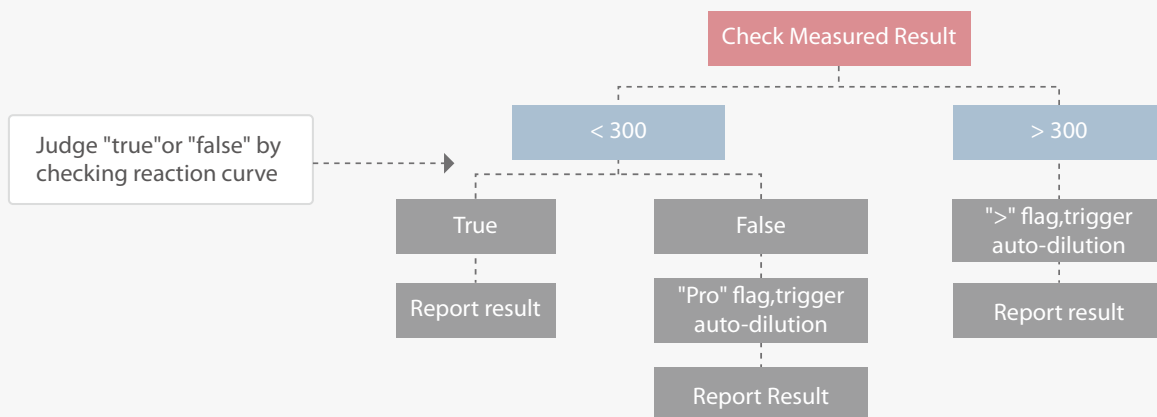 Check Measured Result
< 300
> 300
Judge "true"or "false" by
checking reaction curve
True
False
">" flag,trigger
auto-dilution
Report result
"Pro" flag,trigger
auto-dilution
Report result
Report Result